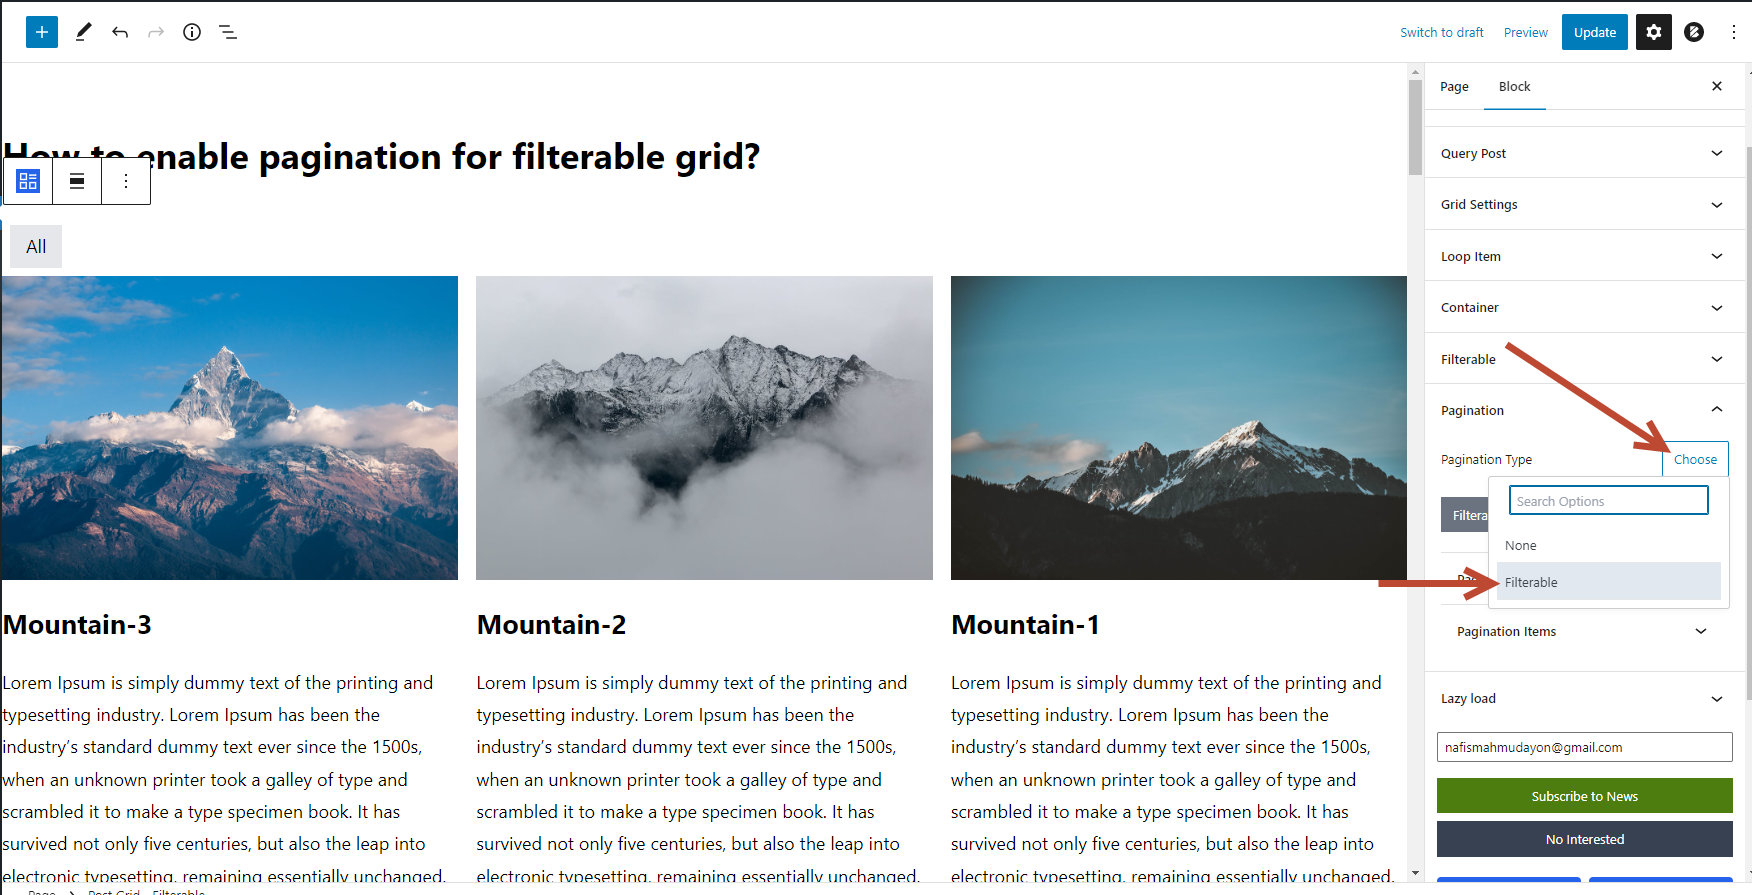 Switch to draft
Preview
Update
How to enable pagination for filterable grid?
All
Mountain-3
Lorem Ipsum is simply dummy text of the printing and
typesetting industry. Lorem Ipsum has been the
industry’s standard dummy text ever since the 1500s,
when an unknown printer took a galley of type and
scrambled it to make a type specimen book. It has
survived not only five centuries, but also the leap into
electronic typesetting, remaining essentially unchanged.
Mountain-2
Lorem Ipsum is simply dummy text of the printing and
typesetting industry. Lorem Ipsum has been the
industry’s standard dummy text ever since the 1500s,
when an unknown printer took a galley of type and
scrambled it to make a type specimen book. It has
survived not only five centuries, but also the leap into
electronic typesetting, remaining essentially unchanged.
Mountain-1
Lorem Ipsum is simply dummy text of the printing and
typesetting industry. Lorem Ipsum has been the
industry’s standard dummy text ever since the 1500s,
when an unknown printer took a galley of type and
scrambled it to make a type specimen book. It has
survived not only five centuries, but also the leap into
electronic typesetting, remaining essentially unchanged.
Page
Block
Query Post
Grid Settings
Loop Item
Container
Filterable
Pagination
Pagination Type
Choose
Search Options
Filtera
None
Filterable
Pagination Items
Lazy load
nafismahmudayon@gmail.com
Subscribe to News
No Interested
Page > Post Grid - Filterable